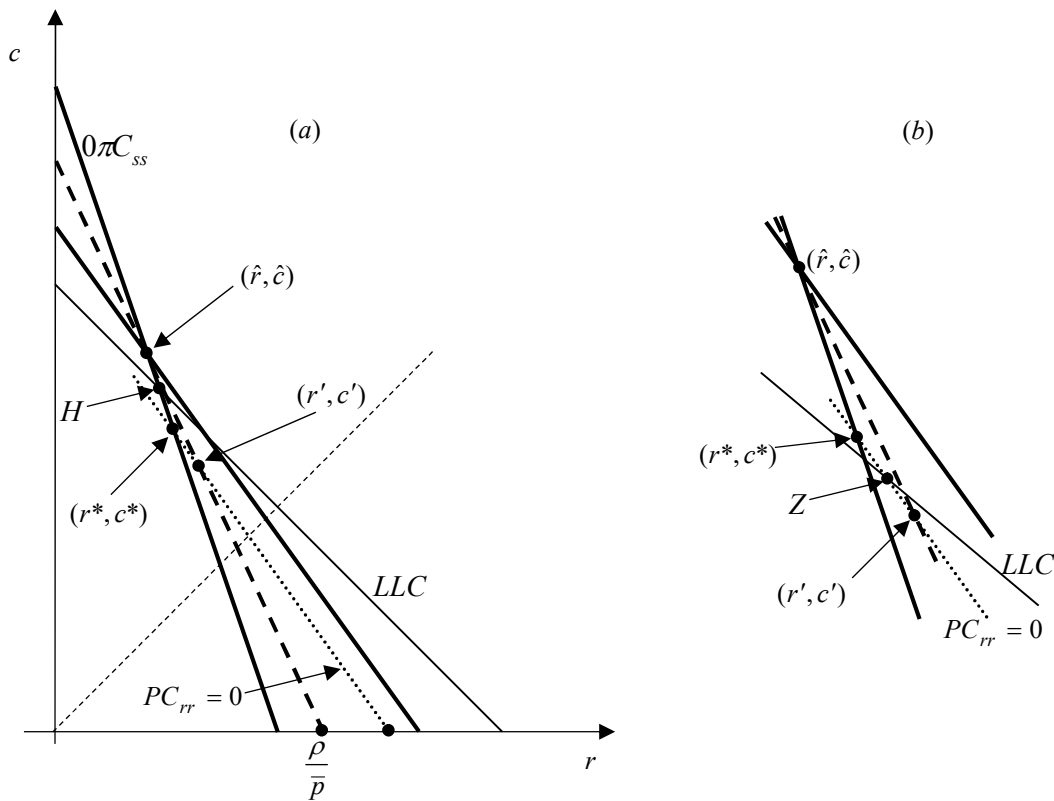 c
(a)
(b)
0πC_ss
(r̂, ĉ)
(r̂, ĉ)
(r', c')
H
(r*, c*)
(r*, c*)
Z
LLC
LLC
(r', c')
PC_rr = 0
PC_rr = 0
ρ
p̄
r